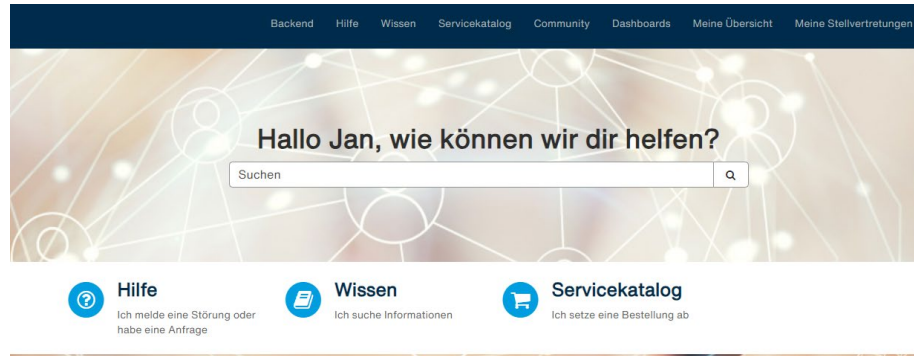 Backend Hilfe Wissen Servicekatalog Community Dashboards Meine Übersicht Meine Stellvertretungen
Hallo Jan, wie können wir dir helfen?
Suchen
Hilfe
Ich melde eine Störung oder
habe eine Anfrage
Wissen
Ich suche Informationen
Servicekatalog
Ich setze eine Bestellung ab